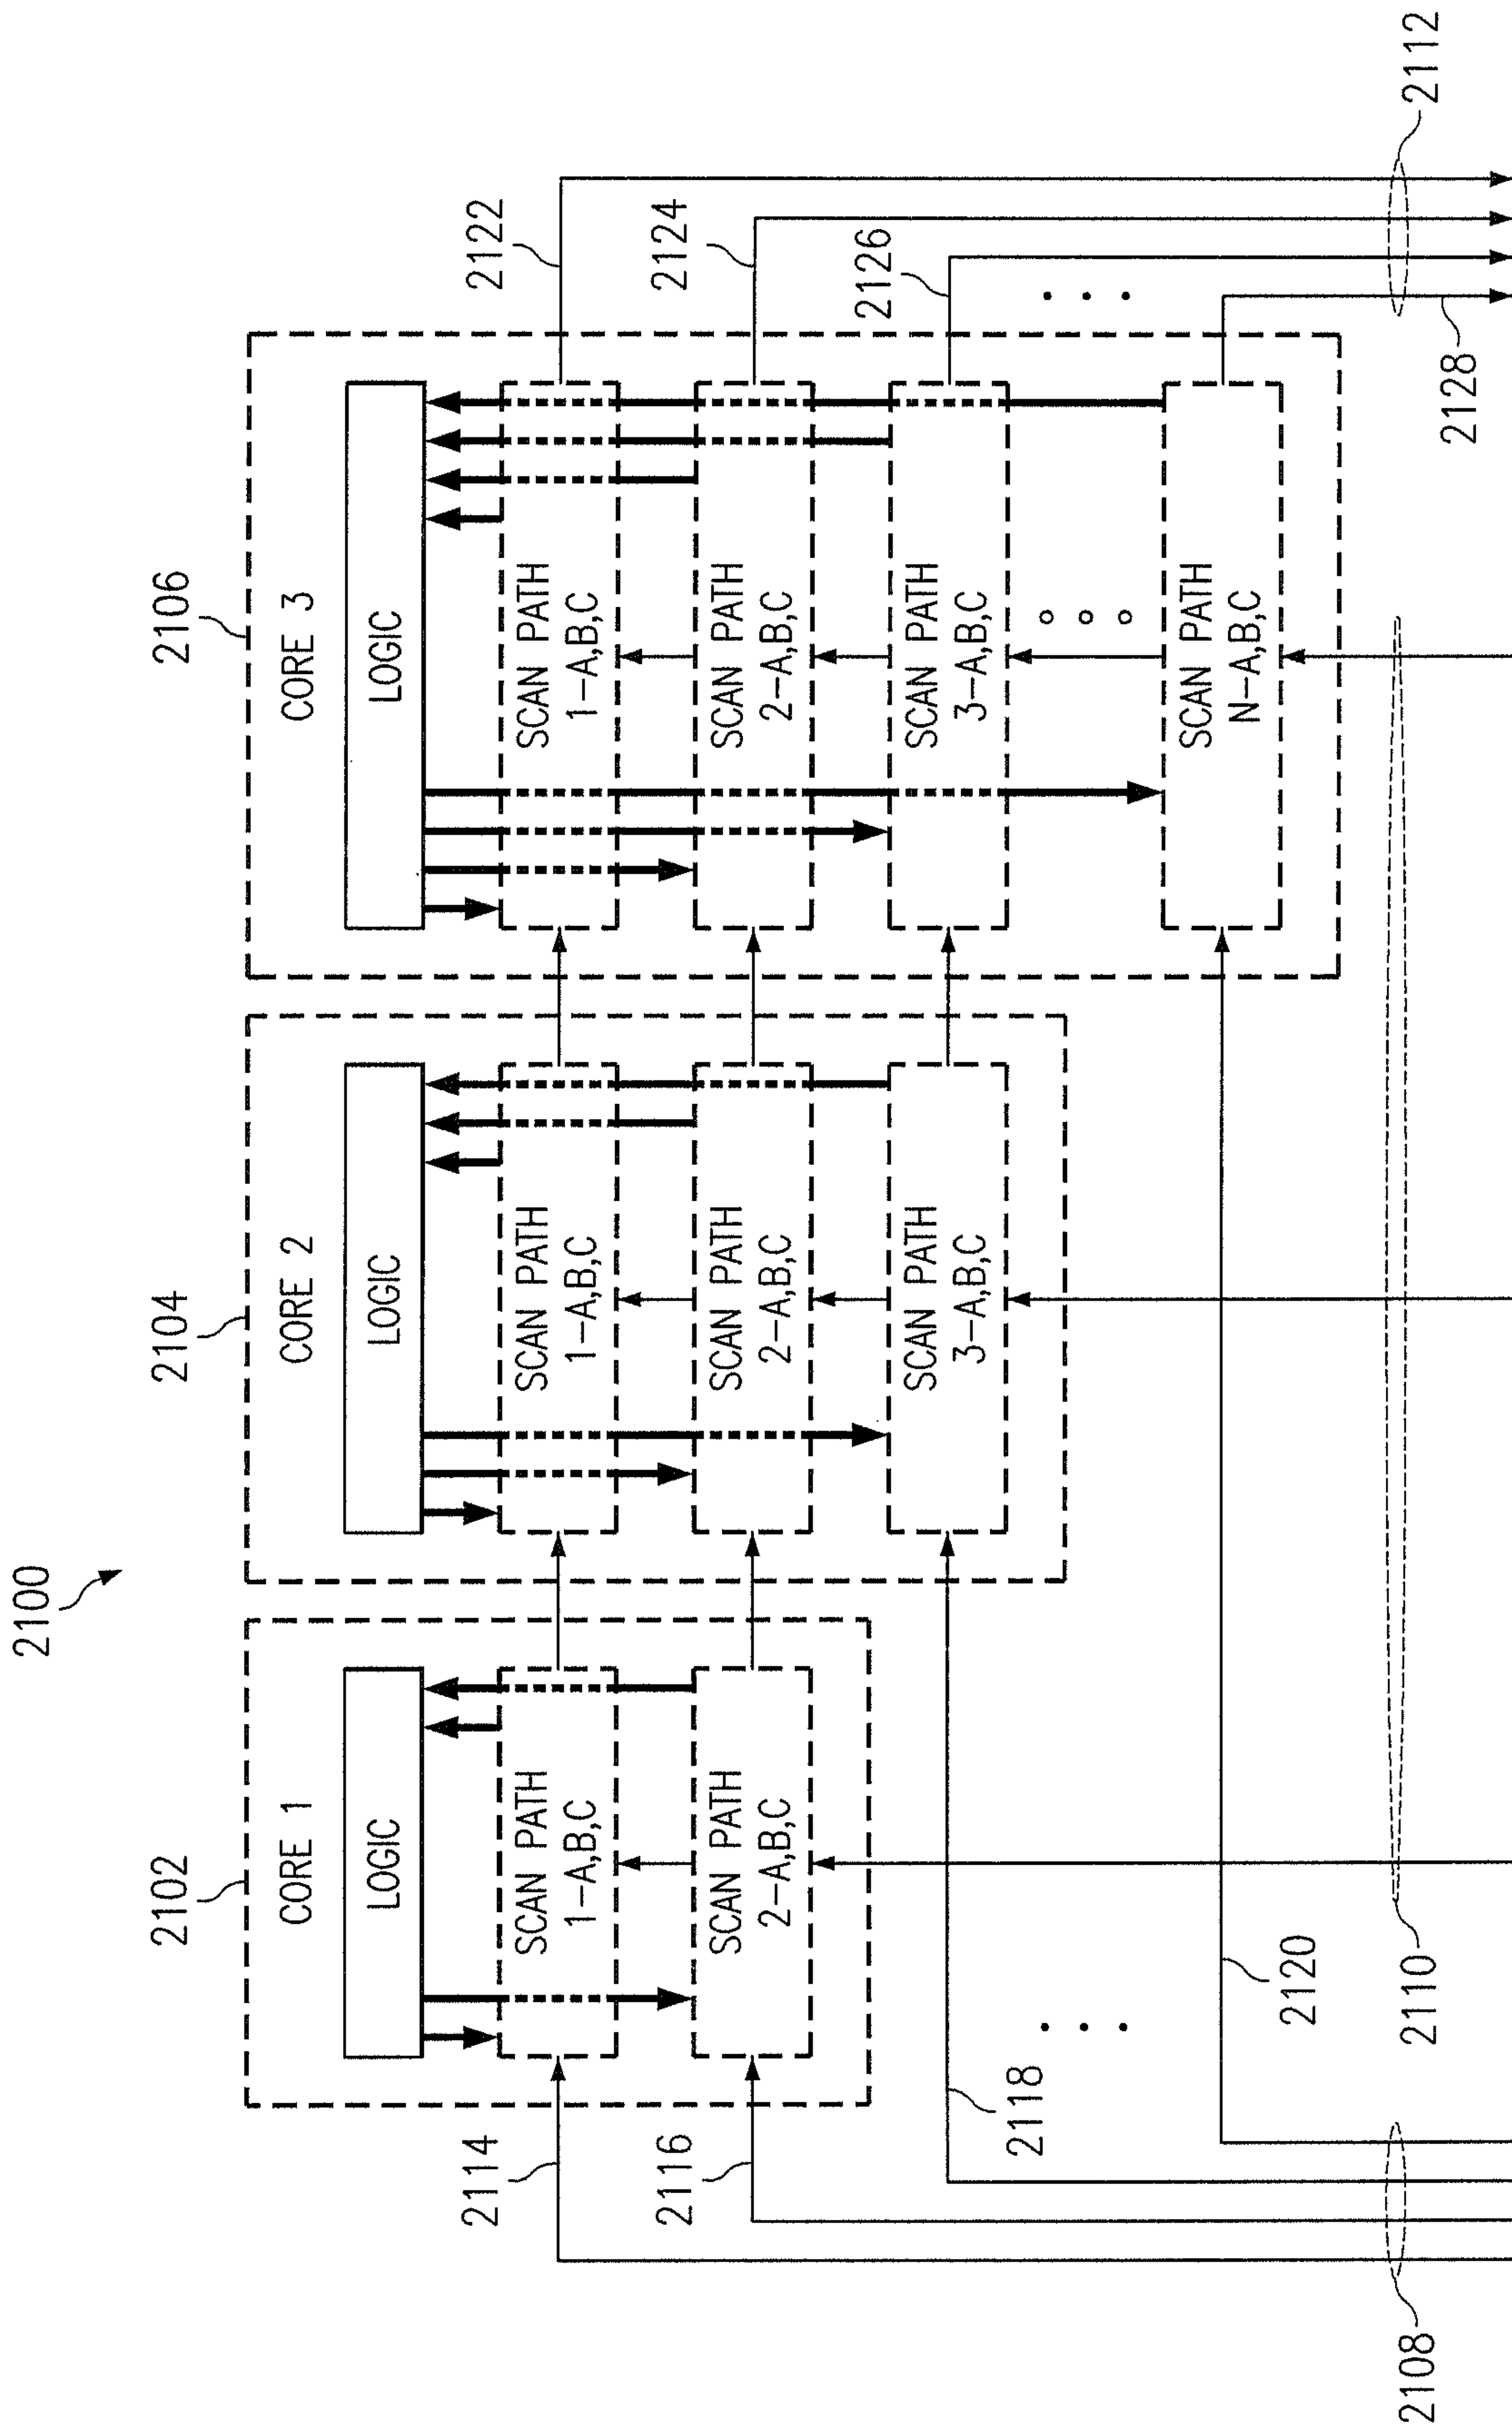 2100
2102
2104
2106
CORE 1
CORE 2
CORE 3
LOGIC
LOGIC
LOGIC
2114
SCAN PATH
1-A,B,C
SCAN PATH
1-A,B,C
SCAN PATH
1-A,B,C
2122
2116
SCAN PATH
2-A,B,C
SCAN PATH
2-A,B,C
SCAN PATH
2-A,B,C
2124
2118
SCAN PATH
3-A,B,C
SCAN PATH
3-A,B,C
2126
2120
SCAN PATH
N-A,B,C
2108
2110
2128
2112